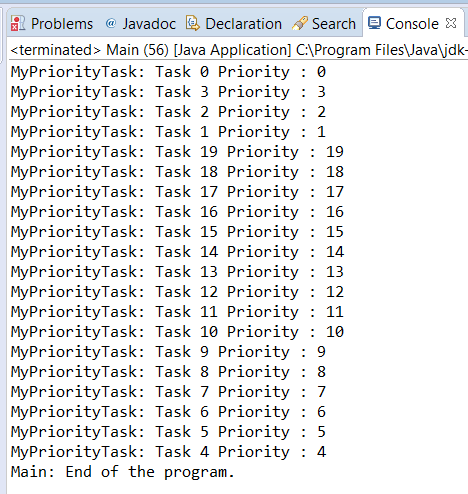 Problems @ Javadoc Declaration Search Console
<terminated> Main (56) [Java Application] C:\Program Files\Java\jdk-
MyPriorityTask: Task 0 Priority : 0
MyPriorityTask: Task 3 Priority : 3
MyPriorityTask: Task 2 Priority : 2
MyPriorityTask: Task 1 Priority : 1
MyPriorityTask: Task 19 Priority : 19
MyPriorityTask: Task 18 Priority : 18
MyPriorityTask: Task 17 Priority : 17
MyPriorityTask: Task 16 Priority : 16
MyPriorityTask: Task 15 Priority : 15
MyPriorityTask: Task 14 Priority : 14
MyPriorityTask: Task 13 Priority : 13
MyPriorityTask: Task 12 Priority : 12
MyPriorityTask: Task 11 Priority : 11
MyPriorityTask: Task 10 Priority : 10
MyPriorityTask: Task 9 Priority : 9
MyPriorityTask: Task 8 Priority : 8
MyPriorityTask: Task 7 Priority : 7
MyPriorityTask: Task 6 Priority : 6
MyPriorityTask: Task 5 Priority : 5
MyPriorityTask: Task 4 Priority : 4
Main: End of the program.